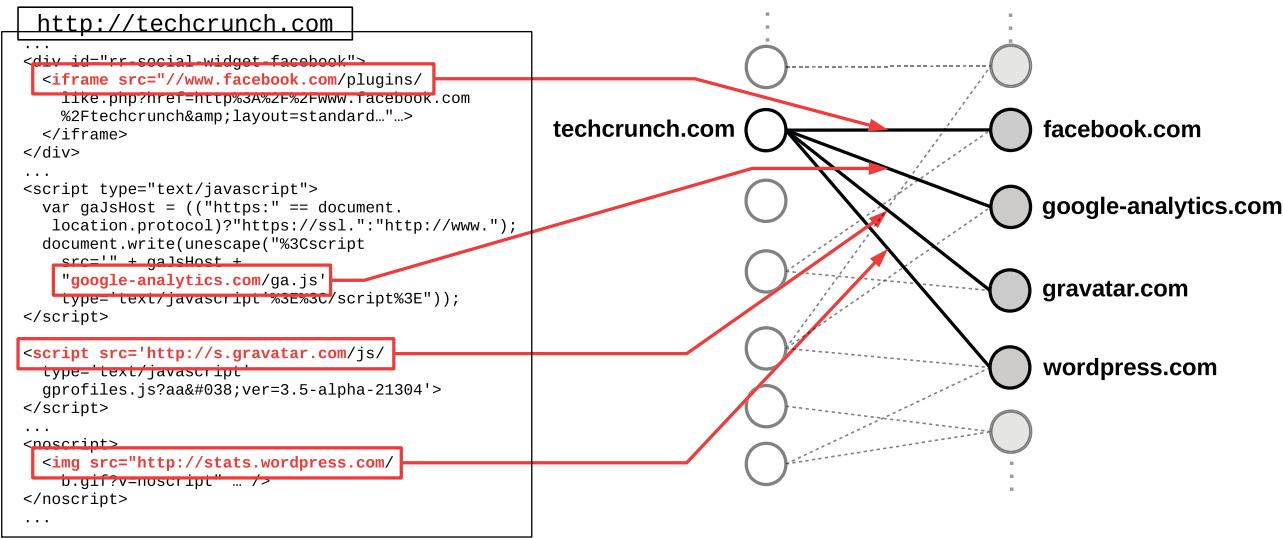 http://techcrunch.com
...
<div id="rr-social-widget-facebook">
<iframe src="//www.facebook.com/plugins/
like.php?href=http%3A%2F%2Fwww.facebook.com
%2Ftechcrunch&amp;layout=standard…"…>
</iframe>
</div>
...
<script type="text/javascript">
var gaJsHost = (("https:" == document.
location.protocol)?"https://ssl.":"http://www.");
document.write(unescape("%3Cscript
src='" + gaJsHost +
"google-analytics.com/ga.js'
type='text/javascript'%3E%3C/script%3E"));
</script>
<script src='http://s.gravatar.com/js/
type='text/javascript'
gprofiles.js?aa&#038;ver=3.5-alpha-21304'>
</script>
...
<noscript>
<img src="http://stats.wordpress.com/
b.gif?v=noscript" … />
</noscript>
...
techcrunch.com
facebook.com
google-analytics.com
gravatar.com
wordpress.com